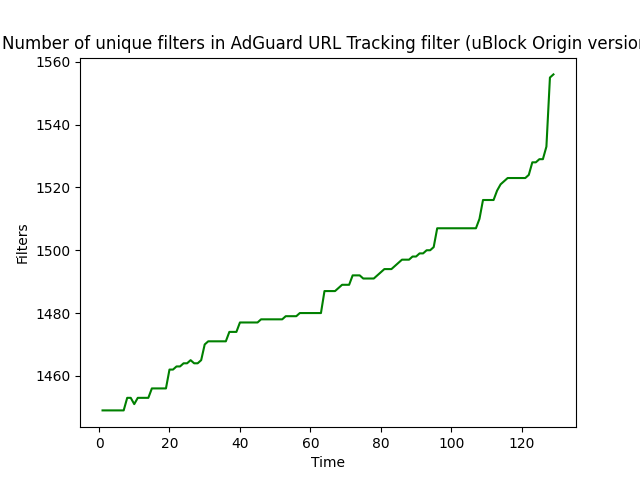 Number of unique filters in AdGuard URL Tracking filter (uBlock Origin version
1560
1540
1520
1500
1480
1460
Filters
0 20 40 60 80 100 120
Time